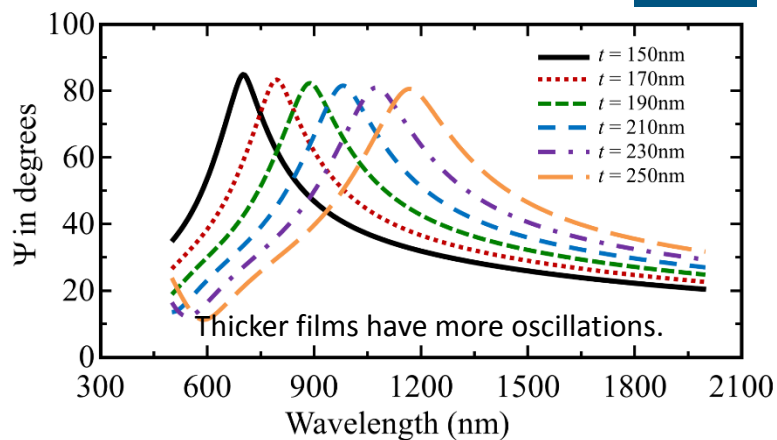 100
80
60
40
20
0
Ψ in degrees
t = 150nm
t = 170nm
t = 190nm
t = 210nm
t = 230nm
t = 250nm
Thicker films have more oscillations.
300 600 900 1200 1500 1800 2100
Wavelength (nm)